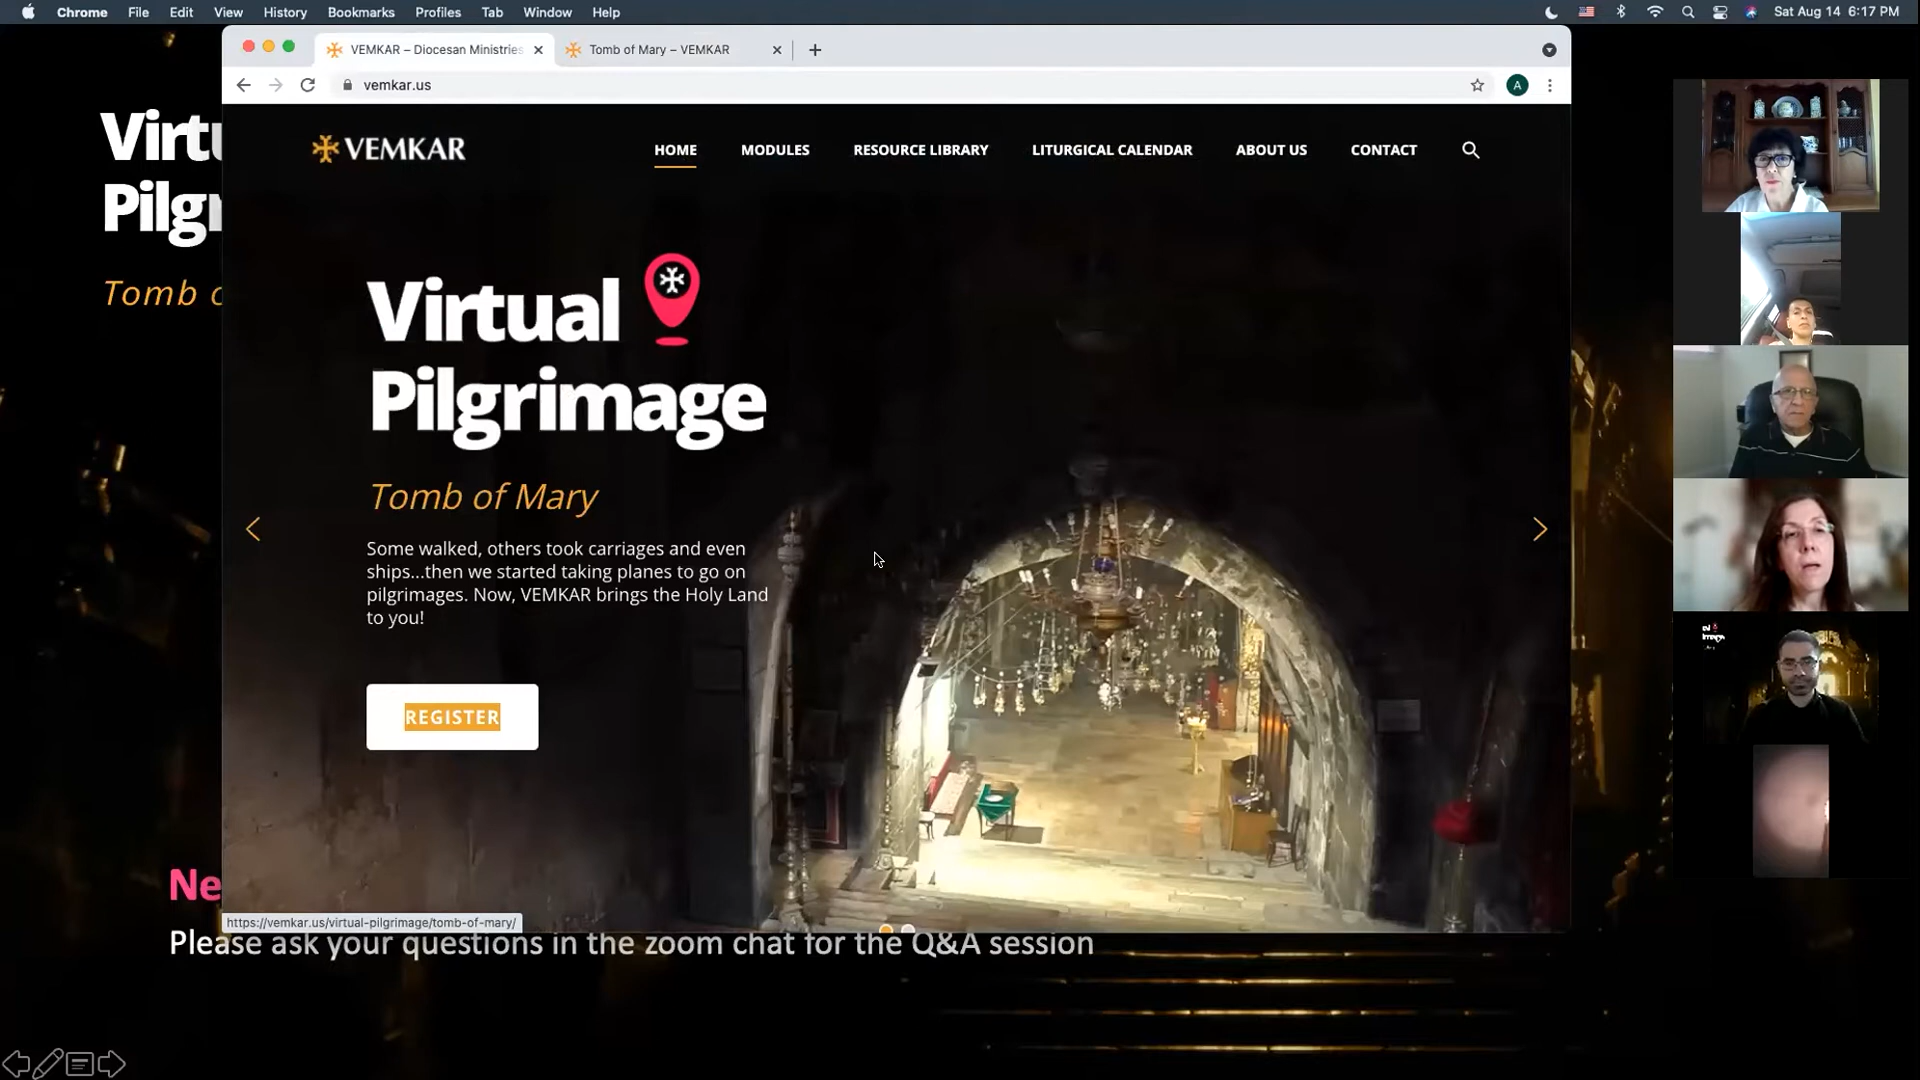 Chrome File Edit View History Bookmarks Profiles Tab Window Help
Sat Aug 14 6:17 PM
VEMKAR – Diocesan Ministries
Tomb of Mary – VEMKAR
vemkar.us
A
VEMKAR
HOME MODULES RESOURCE LIBRARY LITURGICAL CALENDAR ABOUT US CONTACT
Virtu
Pilgr
Tomb o
Virtual
Pilgrimage
Tomb of Mary
Some walked, others took carriages and even
ships...then we started taking planes to go on
pilgrimages. Now, VEMKAR brings the Holy Land
to you!
REGISTER
Ne
https://vemkar.us/virtual-pilgrimage/tomb-of-mary/
Please ask your questions in the zoom chat for the Q&A session